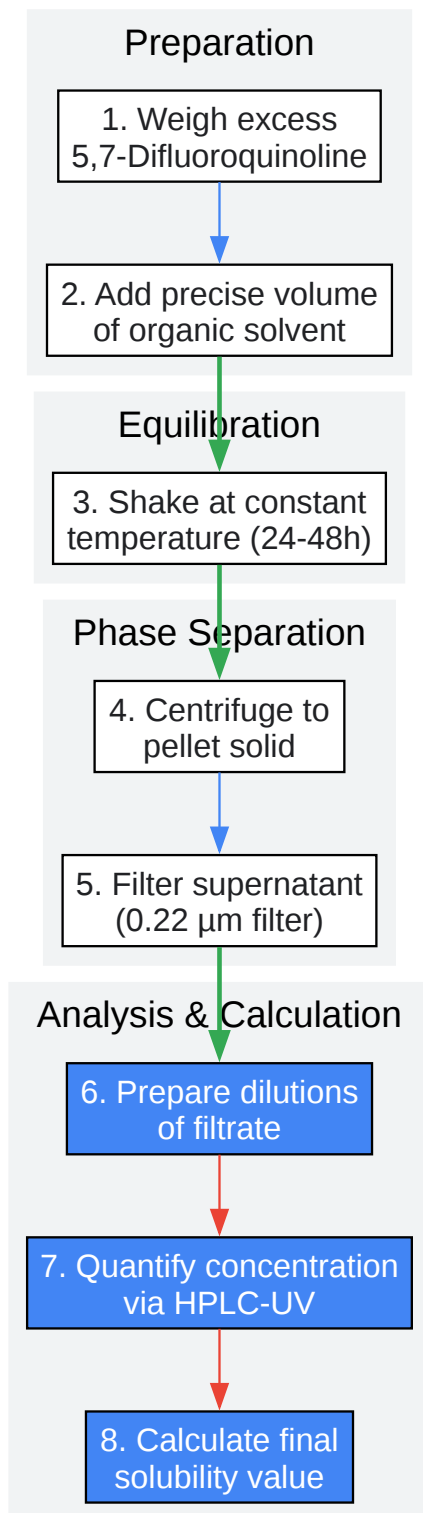 Preparation
1. Weigh excess
5,7-Difluoroquinoline
2. Add precise volume
of organic solvent
Equilibration
3. Shake at constant
temperature (24-48h)
Phase Separation
4. Centrifuge to
pellet solid
5. Filter supernatant
(0.22 µm filter)
Analysis & Calculation
6. Prepare dilutions
of filtrate
7. Quantify concentration
via HPLC-UV
8. Calculate final
solubility value